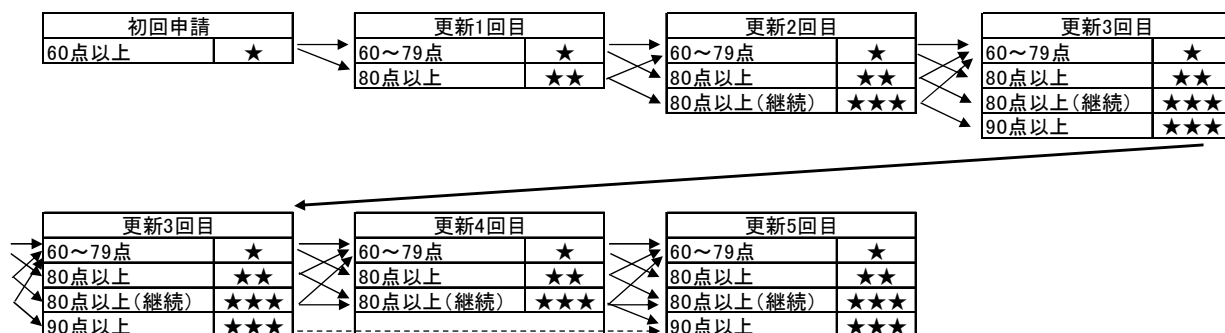 初回申請
60点以上 ★
更新1回目
60～79点 ★
80点以上 ★★
更新2回目
60～79点 ★
80点以上 ★★
80点以上（継続） ★★★
更新3回目
60～79点 ★
80点以上 ★★
80点以上（継続） ★★★
90点以上 ★★★
更新3回目
60～79点 ★
80点以上 ★★
80点以上（継続） ★★★
90点以上 ★★★
更新4回目
60～79点 ★
80点以上 ★★
80点以上（継続） ★★★
更新5回目
60～79点 ★
80点以上 ★★
80点以上（継続） ★★★
90点以上 ★★★